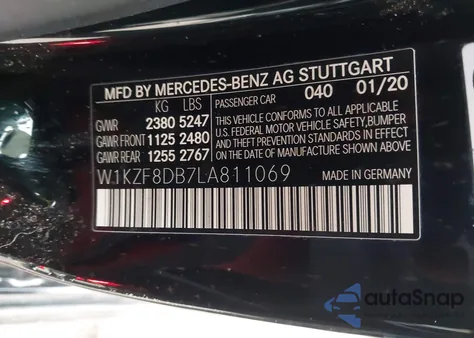 MFD BY MERCEDES-BENZ AG STUTTGART
KG LBS PASSENGER CAR 040 01/20
GVWR 2380 5247 THIS VEHICLE CONFORMS TO ALL APPLICABLE
GAWR FRONT 1125 2480 U.S. FEDERAL MOTOR VEHICLE SAFETY, BUMPER
GAWR REAR 1255 2767 AND THEFT PREVENTION STANDARDS IN EFFECT
ON THE DATE OF MANUFACTURE SHOWN ABOVE
W1KZF8DB7LA811069 MADE IN GERMANY
autoSnap